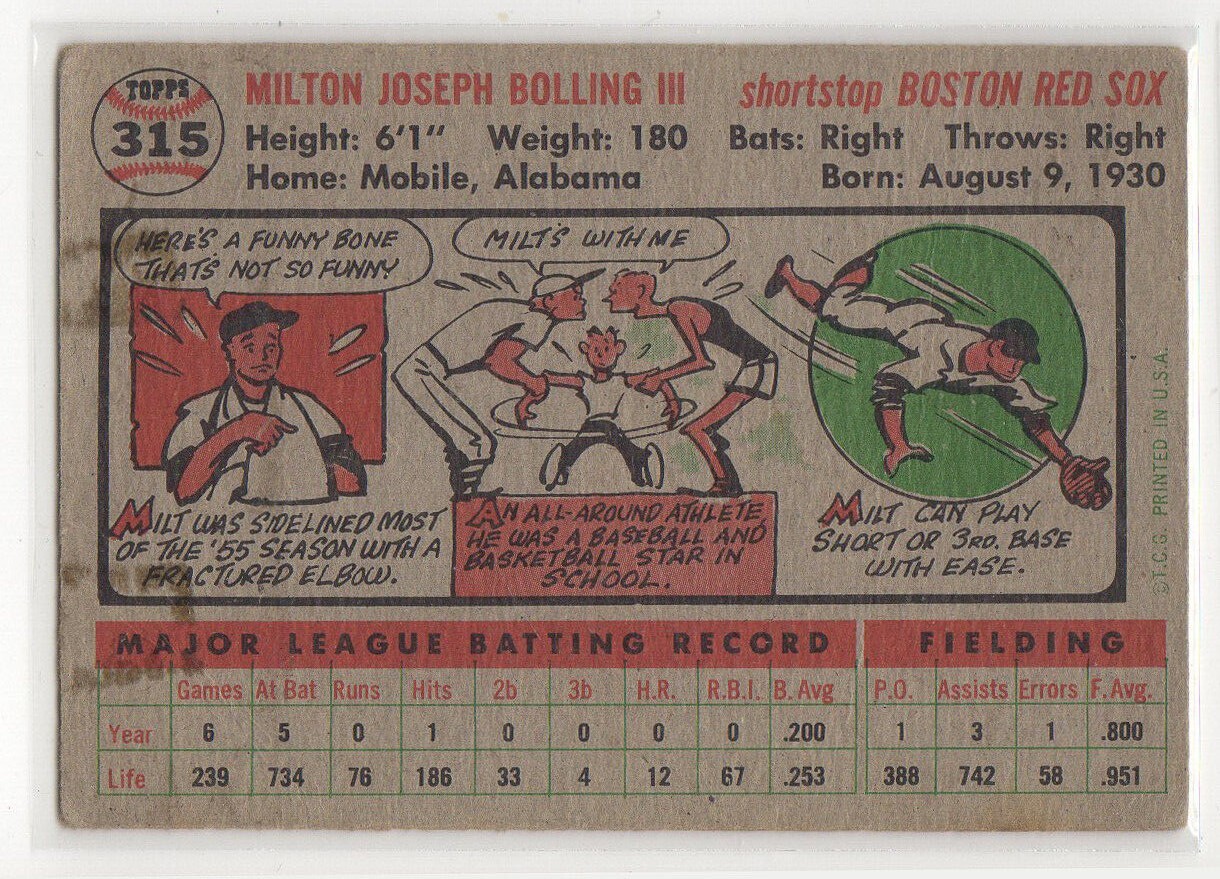 TOPPS
315
MILTON JOSEPH BOLLING III shortstop BOSTON RED SOX
Height: 6'1" Weight: 180 Bats: Right Throws: Right
Home: Mobile, Alabama Born: August 9, 1930
HERE'S A FUNNY BONE
THAT'S NOT SO FUNNY
MILT'S WITH ME
MILT WAS SIDELINED MOST
OF THE '55 SEASON WITH A
FRACTURED ELBOW.
AN ALL-AROUND ATHLETE
HE WAS A BASEBALL AND
BASKETBALL STAR IN
SCHOOL.
MILT CAN PLAY
SHORT OR 3RD. BASE
WITH EASE.
©T.C.G. PRINTED IN U.S.A.
MAJOR LEAGUE BATTING RECORD FIELDING
Games At Bat Runs Hits 2b 3b H.R. R.B.I. B. Avg P.O. Assists Errors F. Avg.
Year 6 5 0 1 0 0 0 0 .200 1 3 1 .800
Life 239 734 76 186 33 4 12 67 .253 388 742 58 .951